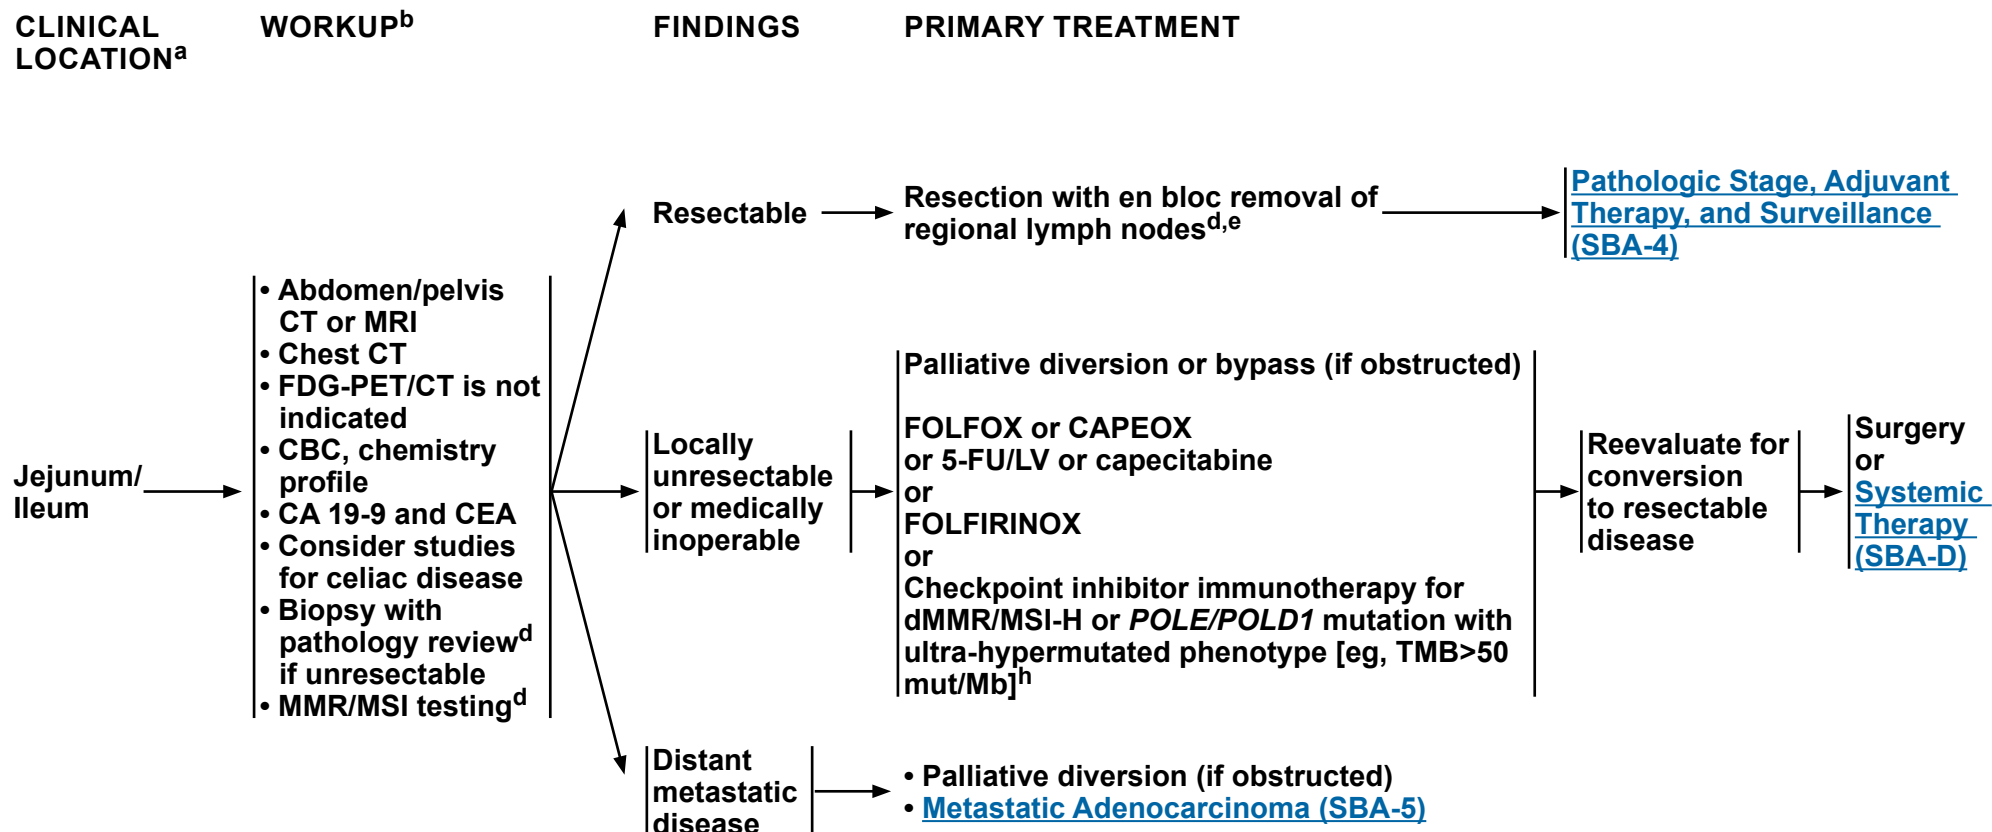 CLINICAL
LOCATIONa
WORKUPb
FINDINGS
PRIMARY TREATMENT
Jejunum/
Ileum
• Abdomen/pelvis
CT or MRI
• Chest CT
• FDG-PET/CT is not
indicated
• CBC, chemistry
profile
• CA 19-9 and CEA
• Consider studies
for celiac disease
• Biopsy with
pathology reviewd
if unresectable
• MMR/MSI testingd
Resectable
Resection with en bloc removal of
regional lymph nodesd,e
Pathologic Stage, Adjuvant
Therapy, and Surveillance
(SBA-4)
Locally
unresectable
or medically
inoperable
Palliative diversion or bypass (if obstructed)
FOLFOX or CAPEOX
or 5-FU/LV or capecitabine
or
FOLFIRINOX
or
Checkpoint inhibitor immunotherapy for
dMMR/MSI-H or POLE/POLD1 mutation with
ultra-hypermutated phenotype [eg, TMB>50
mut/Mb]h
Reevaluate for
conversion
to resectable
disease
Surgery
or
Systemic
Therapy
(SBA-D)
Distant
metastatic
disease
• Palliative diversion (if obstructed)
• Metastatic Adenocarcinoma (SBA-5)